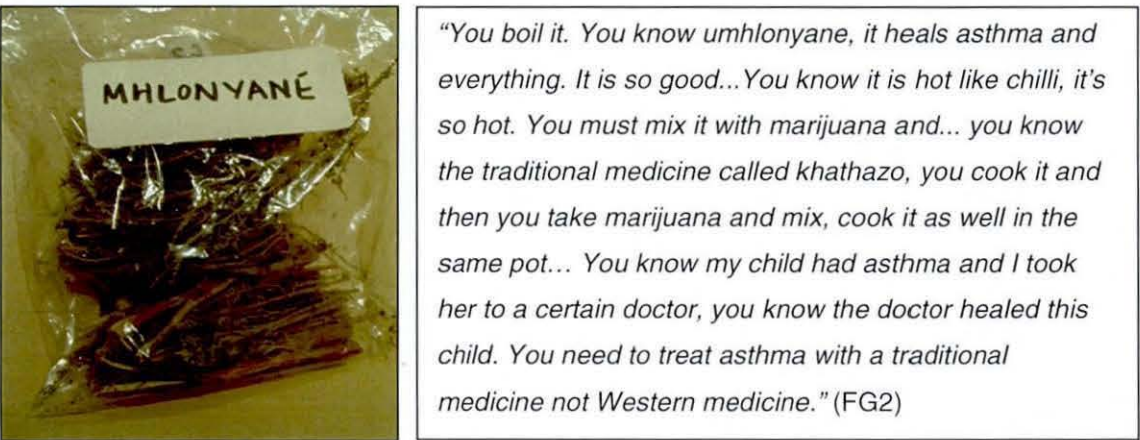 MHLONYANE
"You boil it. You know umhlonyane, it heals asthma and
everything. It is so good...You know it is hot like chilli, it's
so hot. You must mix it with marijuana and... you know
the traditional medicine called khathazo, you cook it and
then you take marijuana and mix, cook it as well in the
same pot... You know my child had asthma and I took
her to a certain doctor, you know the doctor healed this
child. You need to treat asthma with a traditional
medicine not Western medicine." (FG2)